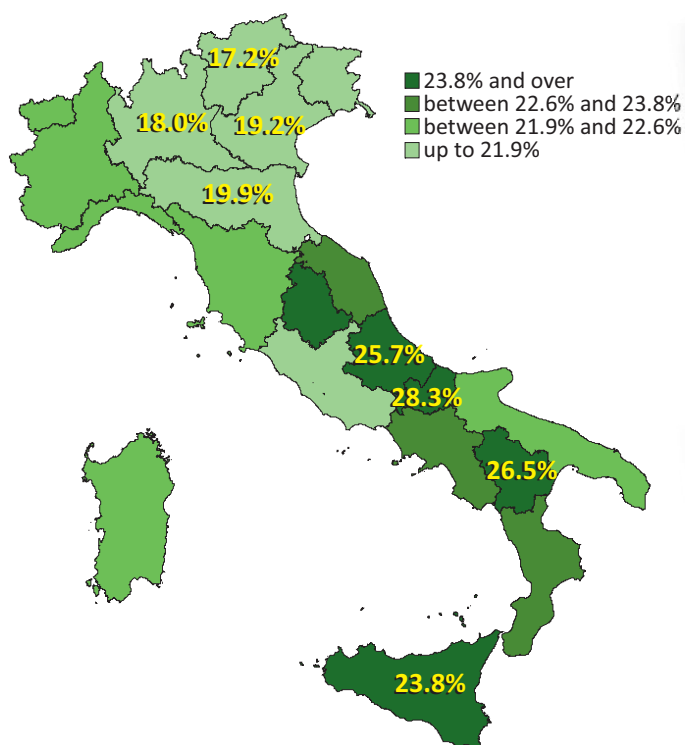 17.2%
23.8% and over
between 22.6% and 23.8%
between 21.9% and 22.6%
up to 21.9%
18.0%
19.2%
19.9%
25.7%
28.3%
26.5%
23.8%